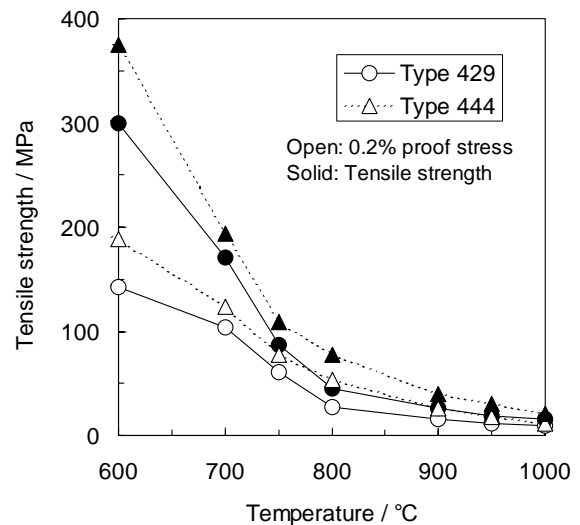 400
300
200
100
0
Tensile strength / MPa
Type 429
Type 444
Open: 0.2% proof stress
Solid: Tensile strength
600 700 800 900 1000
Temperature / °C